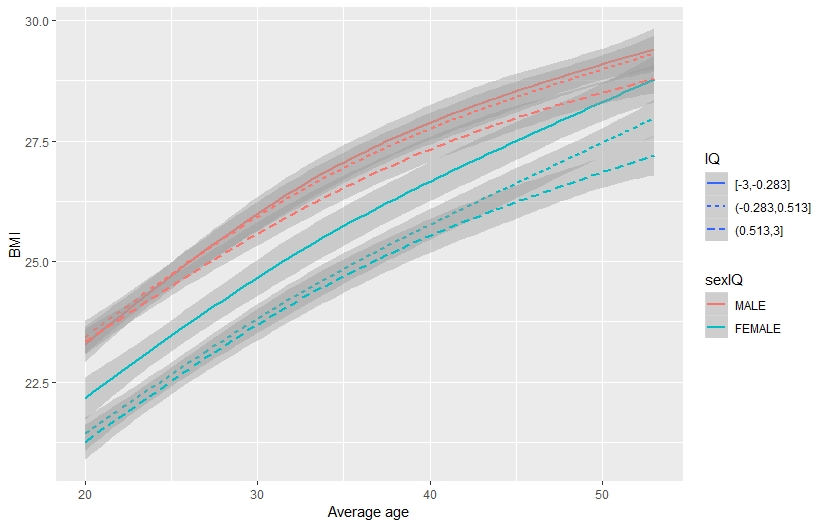 30.0
27.5
25.0
22.5
BMI
20
30
40
50
Average age
IQ
[-3,-0.283]
(-0.283,0.513]
(0.513,3]
sexIQ
MALE
FEMALE